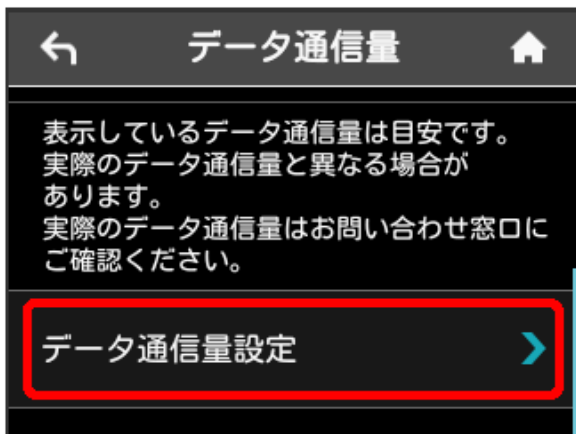 データ通信量
表示しているデータ通信量は目安です。
実際のデータ通信量と異なる場合が
あります。
実際のデータ通信量はお問い合わせ窓口に
ご確認ください。
データ通信量設定